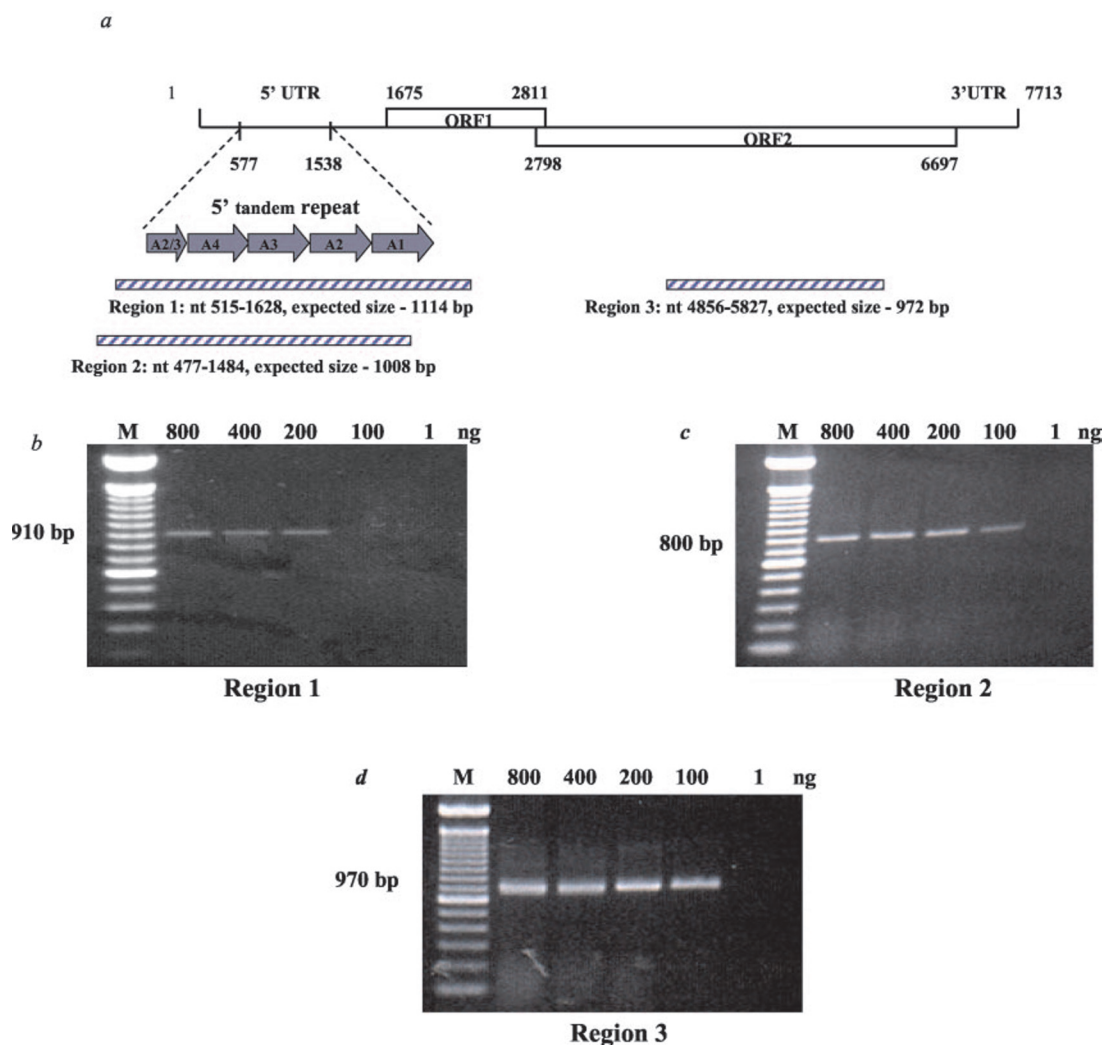 a
1 5' UTR 1675 2811 3'UTR 7713
ORF1
ORF2
577 1538 2798 6697
5' tandem repeat
A2/3 A4 A3 A2 A1
Region 1: nt 515-1628, expected size - 1114 bp
Region 3: nt 4856-5827, expected size - 972 bp
Region 2: nt 477-1484, expected size - 1008 bp
b
M 800 400 200 100 1 ng
910 bp
Region 1
c
M 800 400 200 100 1 ng
800 bp
Region 2
d
M 800 400 200 100 1 ng
970 bp
Region 3